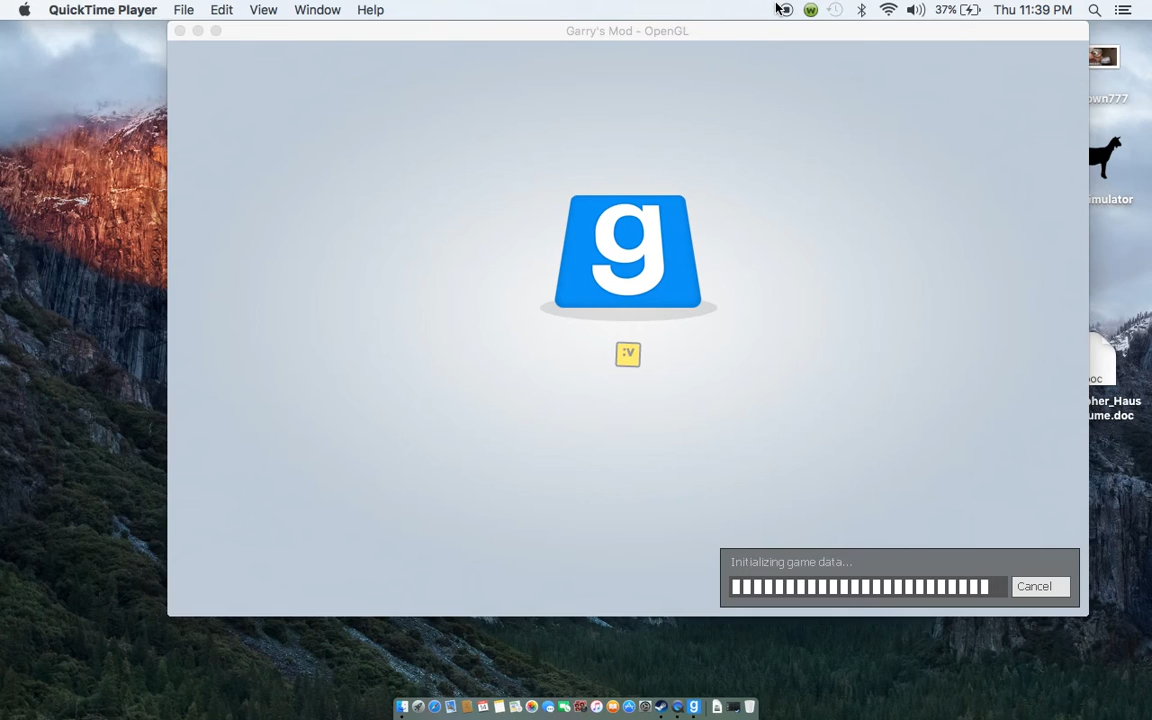 QuickTime Player File Edit View Window Help 37% Thu 11:39 PM
Garry's Mod - OpenGL
own777
g
imulator
:v
OC
her_Haus
ume.doc
Initializing game data...
Cancel